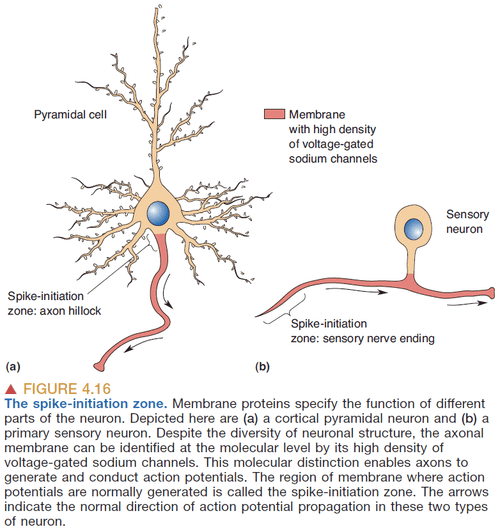 Pyramidal cell
Membrane
with high density
of voltage-gated
sodium channels
Sensory
neuron
Spike-initiation
zone: axon hillock
Spike-initiation
zone: sensory nerve ending
(a)
(b)
▲ FIGURE 4.16
The spike-initiation zone. Membrane proteins specify the function of different
parts of the neuron. Depicted here are (a) a cortical pyramidal neuron and (b) a
primary sensory neuron. Despite the diversity of neuronal structure, the axonal
membrane can be identified at the molecular level by its high density of
voltage-gated sodium channels. This molecular distinction enables axons to
generate and conduct action potentials. The region of membrane where action
potentials are normally generated is called the spike-initiation zone. The arrows
indicate the normal direction of action potential propagation in these two types
of neuron.